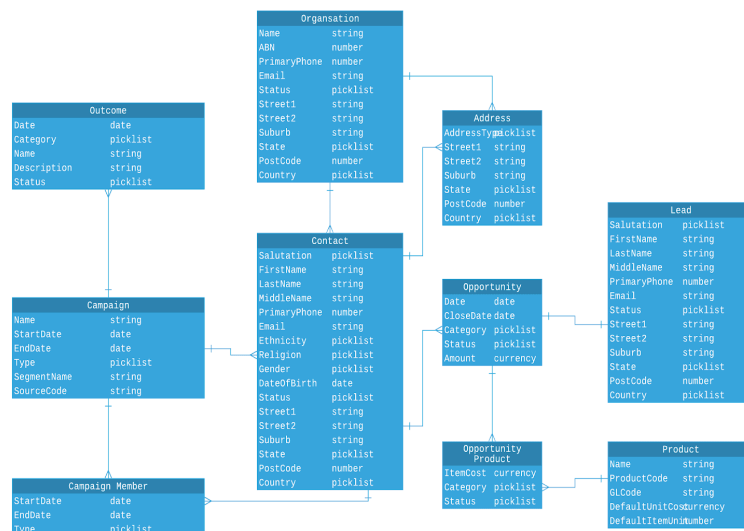 Organsation
Name string
ABN number
PrimaryPhone number
Email string
Status picklist
Street1 string
Street2 string
Suburb string
State picklist
PostCode number
Country picklist
Outcome
Date date
Category picklist
Name string
Description string
Status picklist
Address
AddressType picklist
Street1 string
Street2 string
Suburb string
State picklist
PostCode number
Country picklist
Lead
Salutation picklist
FirstName string
LastName string
MiddleName string
PrimaryPhone number
Email string
Status picklist
Street1 string
Street2 string
Suburb string
State picklist
PostCode number
Country picklist
Contact
Salutation picklist
FirstName string
LastName string
MiddleName string
PrimaryPhone number
Email string
Ethnicity picklist
Religion picklist
Gender picklist
DateOfBirth date
Status picklist
Street1 string
Street2 string
Suburb string
State picklist
PostCode number
Country picklist
Opportunity
Date date
CloseDate date
Category picklist
Status picklist
Amount currency
Campaign
Name string
StartDate date
EndDate date
Type picklist
SegmentName string
SourceCode string
Opportunity
Product
ItemCost currency
Category picklist
Status picklist
Product
Name string
ProductCode string
GLCode string
DefaultUnitCost currency
DefaultItemUnit number
Campaign Member
StartDate date
EndDate date
Type picklist